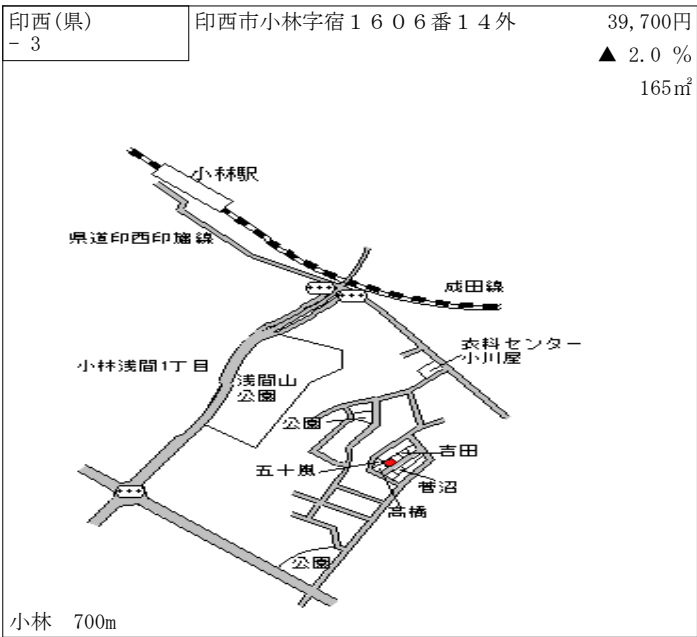 印西(県)
- 3
印西市小林字宿１６０６番１４外
39,700円
▲ 2.0 %
165㎡
小林駅
県道印西印旛線
成田線
衣料センター
小川屋
小林浅間1丁目
浅間山
公園
公園
吉田
五十嵐
菅沼
高橋
公園
小林 700m